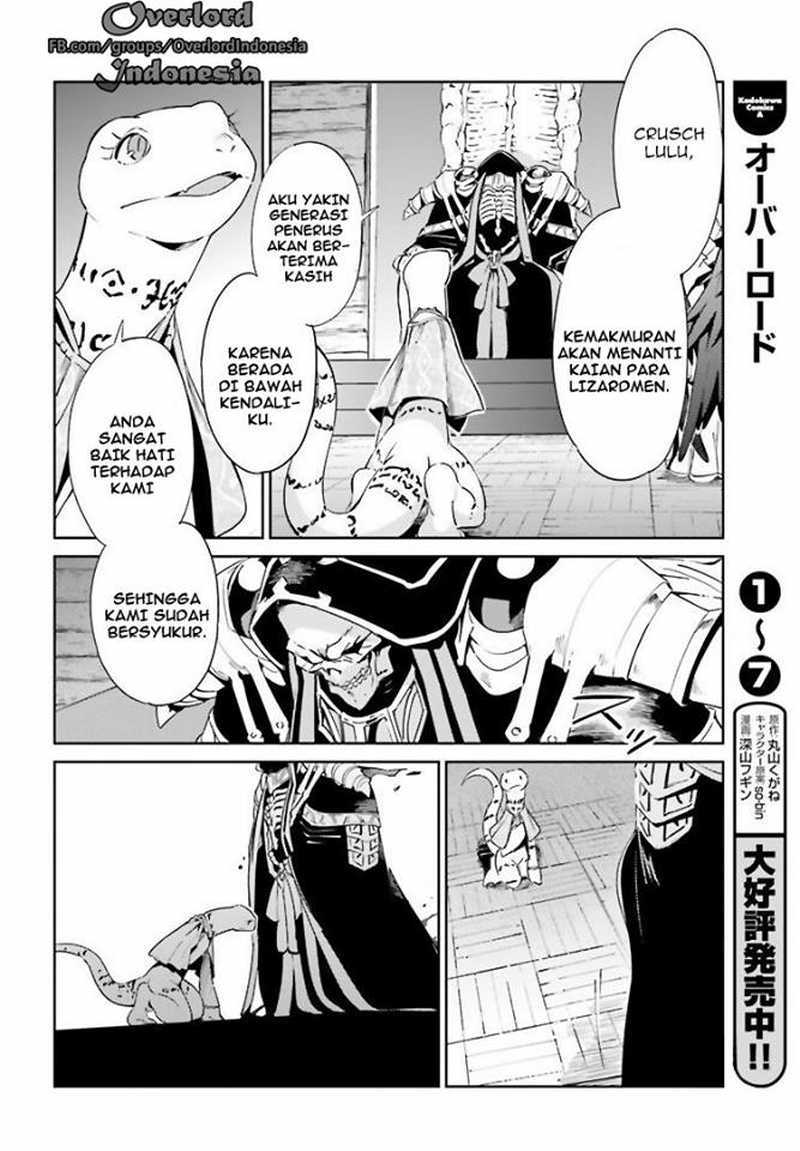 Overlord
FB.com/groups/OverlordIndonesia
Indonesia
CRUSCH
LULU,
KEMAKMURAN
AKAN MENANTI
KAIAN PARA
LIZARDMEN.
AKU YAKIN
GENERASI
PENERUS
AKAN BER-
TERIMA
KASIH
KARENA
BERADA
DI BAWAH
KENDALI-
KU.
ANDA
SANGAT
BAIK HATI
TERHADAP
KAMI
SEHINGGA
KAMI SUDAH
BERSYUKUR.
スッ
Kadokawa
Comics
A
オーバーロード
1～7
原作:丸山くがね
キャラクター原案:so-bin
漫画:深山フギン
大好評発売中!!